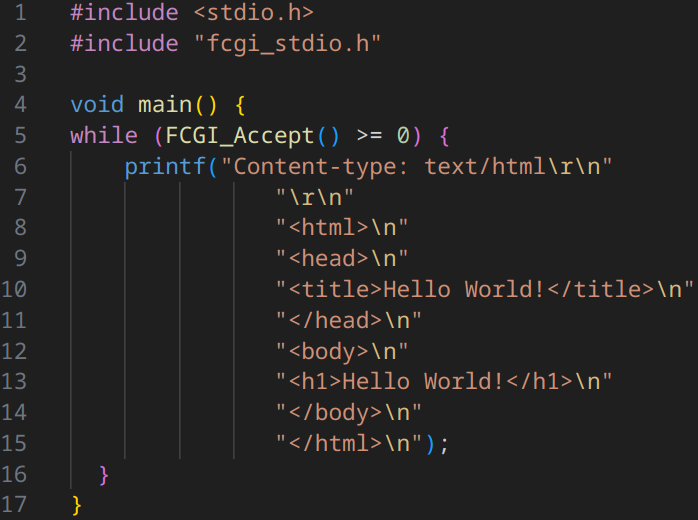 1 #include <stdio.h>
2 #include "fcgi_stdio.h"
3
4 void main() {
5 while (FCGI_Accept() >= 0) {
6     printf("Content-type: text/html\r\n"
7                "\r\n"
8                "<html>\n"
9                "<head>\n"
10                "<title>Hello World!</title>\n"
11                "</head>\n"
12                "<body>\n"
13                "<h1>Hello World!</h1>\n"
14                "</body>\n"
15                "</html>\n");
16   }
17 }